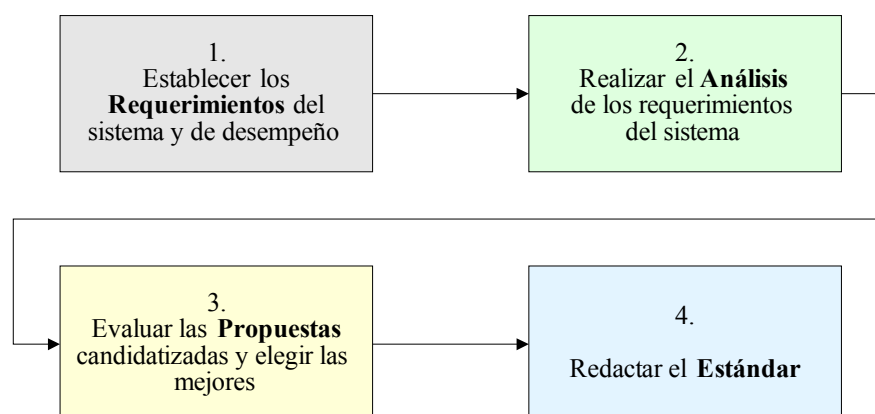 1.
Establecer los
Requerimientos del
sistema y de desempeño
2.
Realizar el Análisis
de los requerimientos
del sistema
3.
Evaluar las Propuestas
candidatizadas y elegir las
mejores
4.
Redactar el Estándar